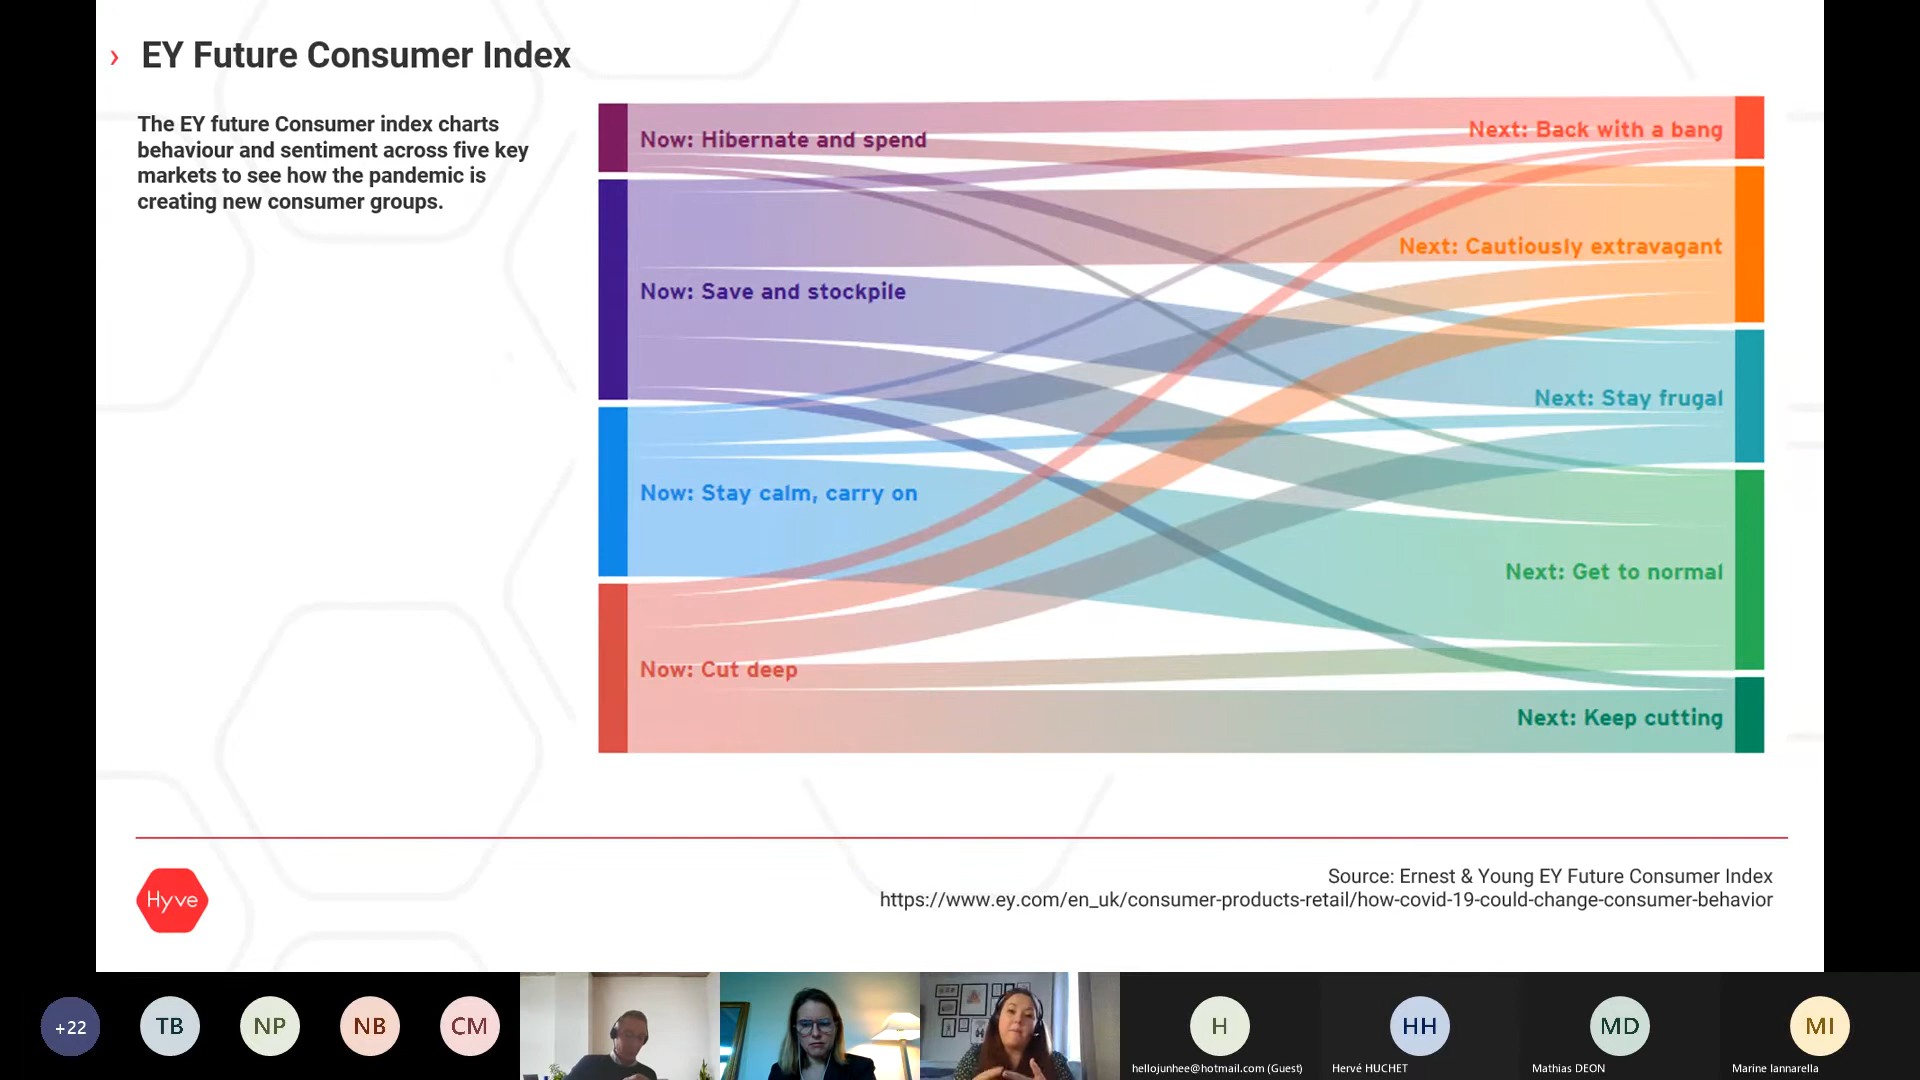 › EY Future Consumer Index
The EY future Consumer index charts
behaviour and sentiment across five key
markets to see how the pandemic is
creating new consumer groups.
Now: Hibernate and spend
Now: Save and stockpile
Now: Stay calm, carry on
Now: Cut deep
Next: Back with a bang
Next: Cautiously extravagant
Next: Stay frugal
Next: Get to normal
Next: Keep cutting
Hyve
Source: Ernest & Young EY Future Consumer Index
https://www.ey.com/en_uk/consumer-products-retail/how-covid-19-could-change-consumer-behavior
+22
TB
NP
NB
CM
H
HH
MD
MI
hellojunhee@hotmail.com (Guest)
Hervé HUCHET
Mathias DEON
Marine Iannarella